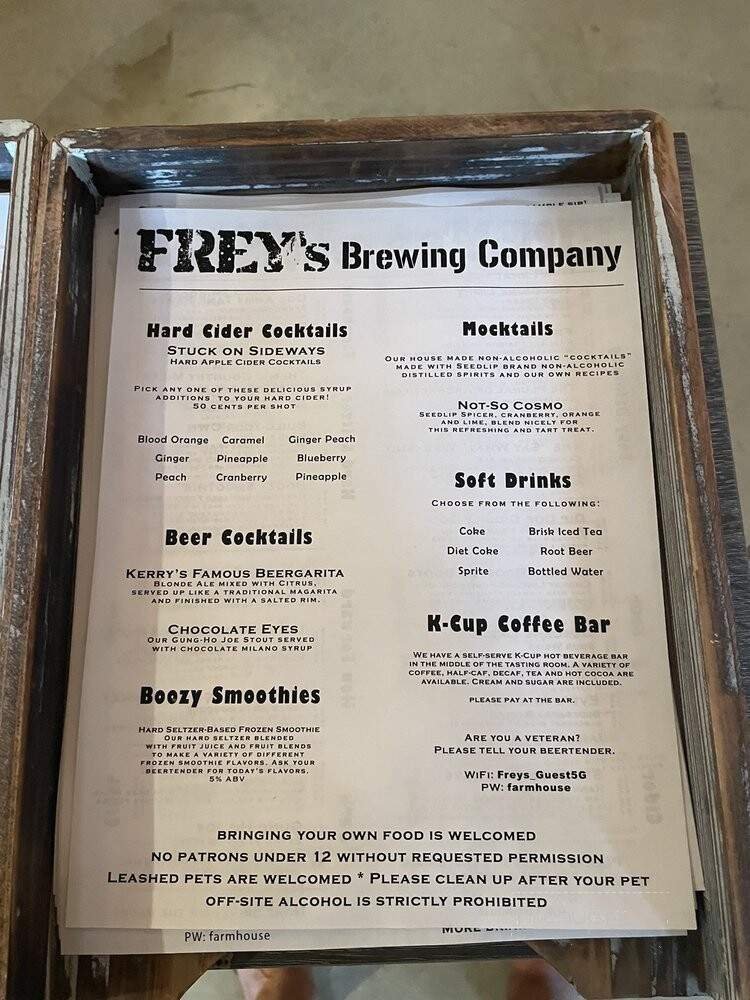 FREY's Brewing Company
Hard Cider Cocktails
Stuck on Sideways
Hard Apple Cider Cocktails
Pick any one of these delicious syrup
additions to your hard cider!
50 cents per shot
Blood Orange Caramel Ginger Peach
Ginger Pineapple Blueberry
Peach Cranberry Pineapple
Beer Cocktails
Kerry's Famous Beergarita
Blonde Ale mixed with Citrus,
served up like a traditional magarita
and finished with a salted rim.
Chocolate Eyes
Our Gung-Ho Joe Stout served
with chocolate milano syrup
Boozy Smoothies
Hard Seltzer-Based Frozen Smoothie
Our hard seltzer blended
with fruit juice and fruit blends
to make a variety of different
frozen smoothie flavors. Ask your
beertender for today's flavors.
5% ABV
Mocktails
Our house made non-alcoholic "cocktails"
made with Seedlip brand non-alcoholic
distilled spirits and our own recipes
Not-So Cosmo
Seedlip Spicer, cranberry, orange
and lime, blend nicely for
this refreshing and tart treat.
Soft Drinks
Choose from the following:
Coke Brisk Iced Tea
Diet Coke Root Beer
Sprite Bottled Water
K-Cup Coffee Bar
We have a self-serve K-Cup hot beverage bar
in the middle of the tasting room. A variety of
coffee, half-caf, decaf, tea and hot cocoa are
available. Cream and sugar are included.
Please pay at the bar.
Are you a veteran?
Please tell your beertender.
WiFi: Freys_Guest5G
PW: farmhouse
bringing your own food is welcomed
no patrons under 12 without requested permission
Leashed pets are welcomed * Please clean up after your pet
off-site alcohol is strictly prohibited
PW: farmhouse